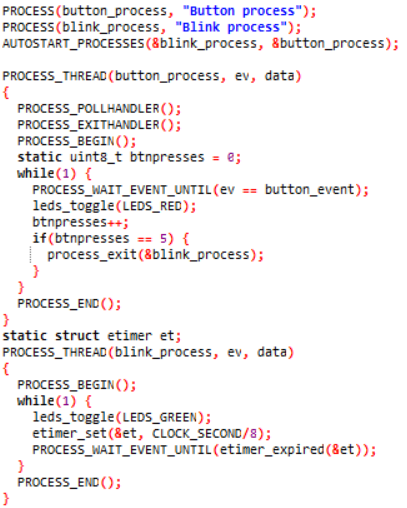 PROCESS(button_process, "Button process");
PROCESS(blink_process, "Blink process");
AUTOSTART_PROCESSES(&blink_process, &button_process);
PROCESS_THREAD(button_process, ev, data)
{
PROCESS_POLLHANDLER();
PROCESS_EXITHANDLER();
PROCESS_BEGIN();
static uint8_t btnpresses = 0;
while(1) {
PROCESS_WAIT_EVENT_UNTIL(ev == button_event);
leds_toggle(LEDS_RED);
btnpresses++;
if(btnpresses == 5) {
process_exit(&blink_process);
}
}
PROCESS_END();
}
static struct etimer et;
PROCESS_THREAD(blink_process, ev, data)
{
PROCESS_BEGIN();
while(1) {
leds_toggle(LEDS_GREEN);
etimer_set(&et, CLOCK_SECOND/8);
PROCESS_WAIT_EVENT_UNTIL(etimer_expired(&et));
}
PROCESS_END();
}